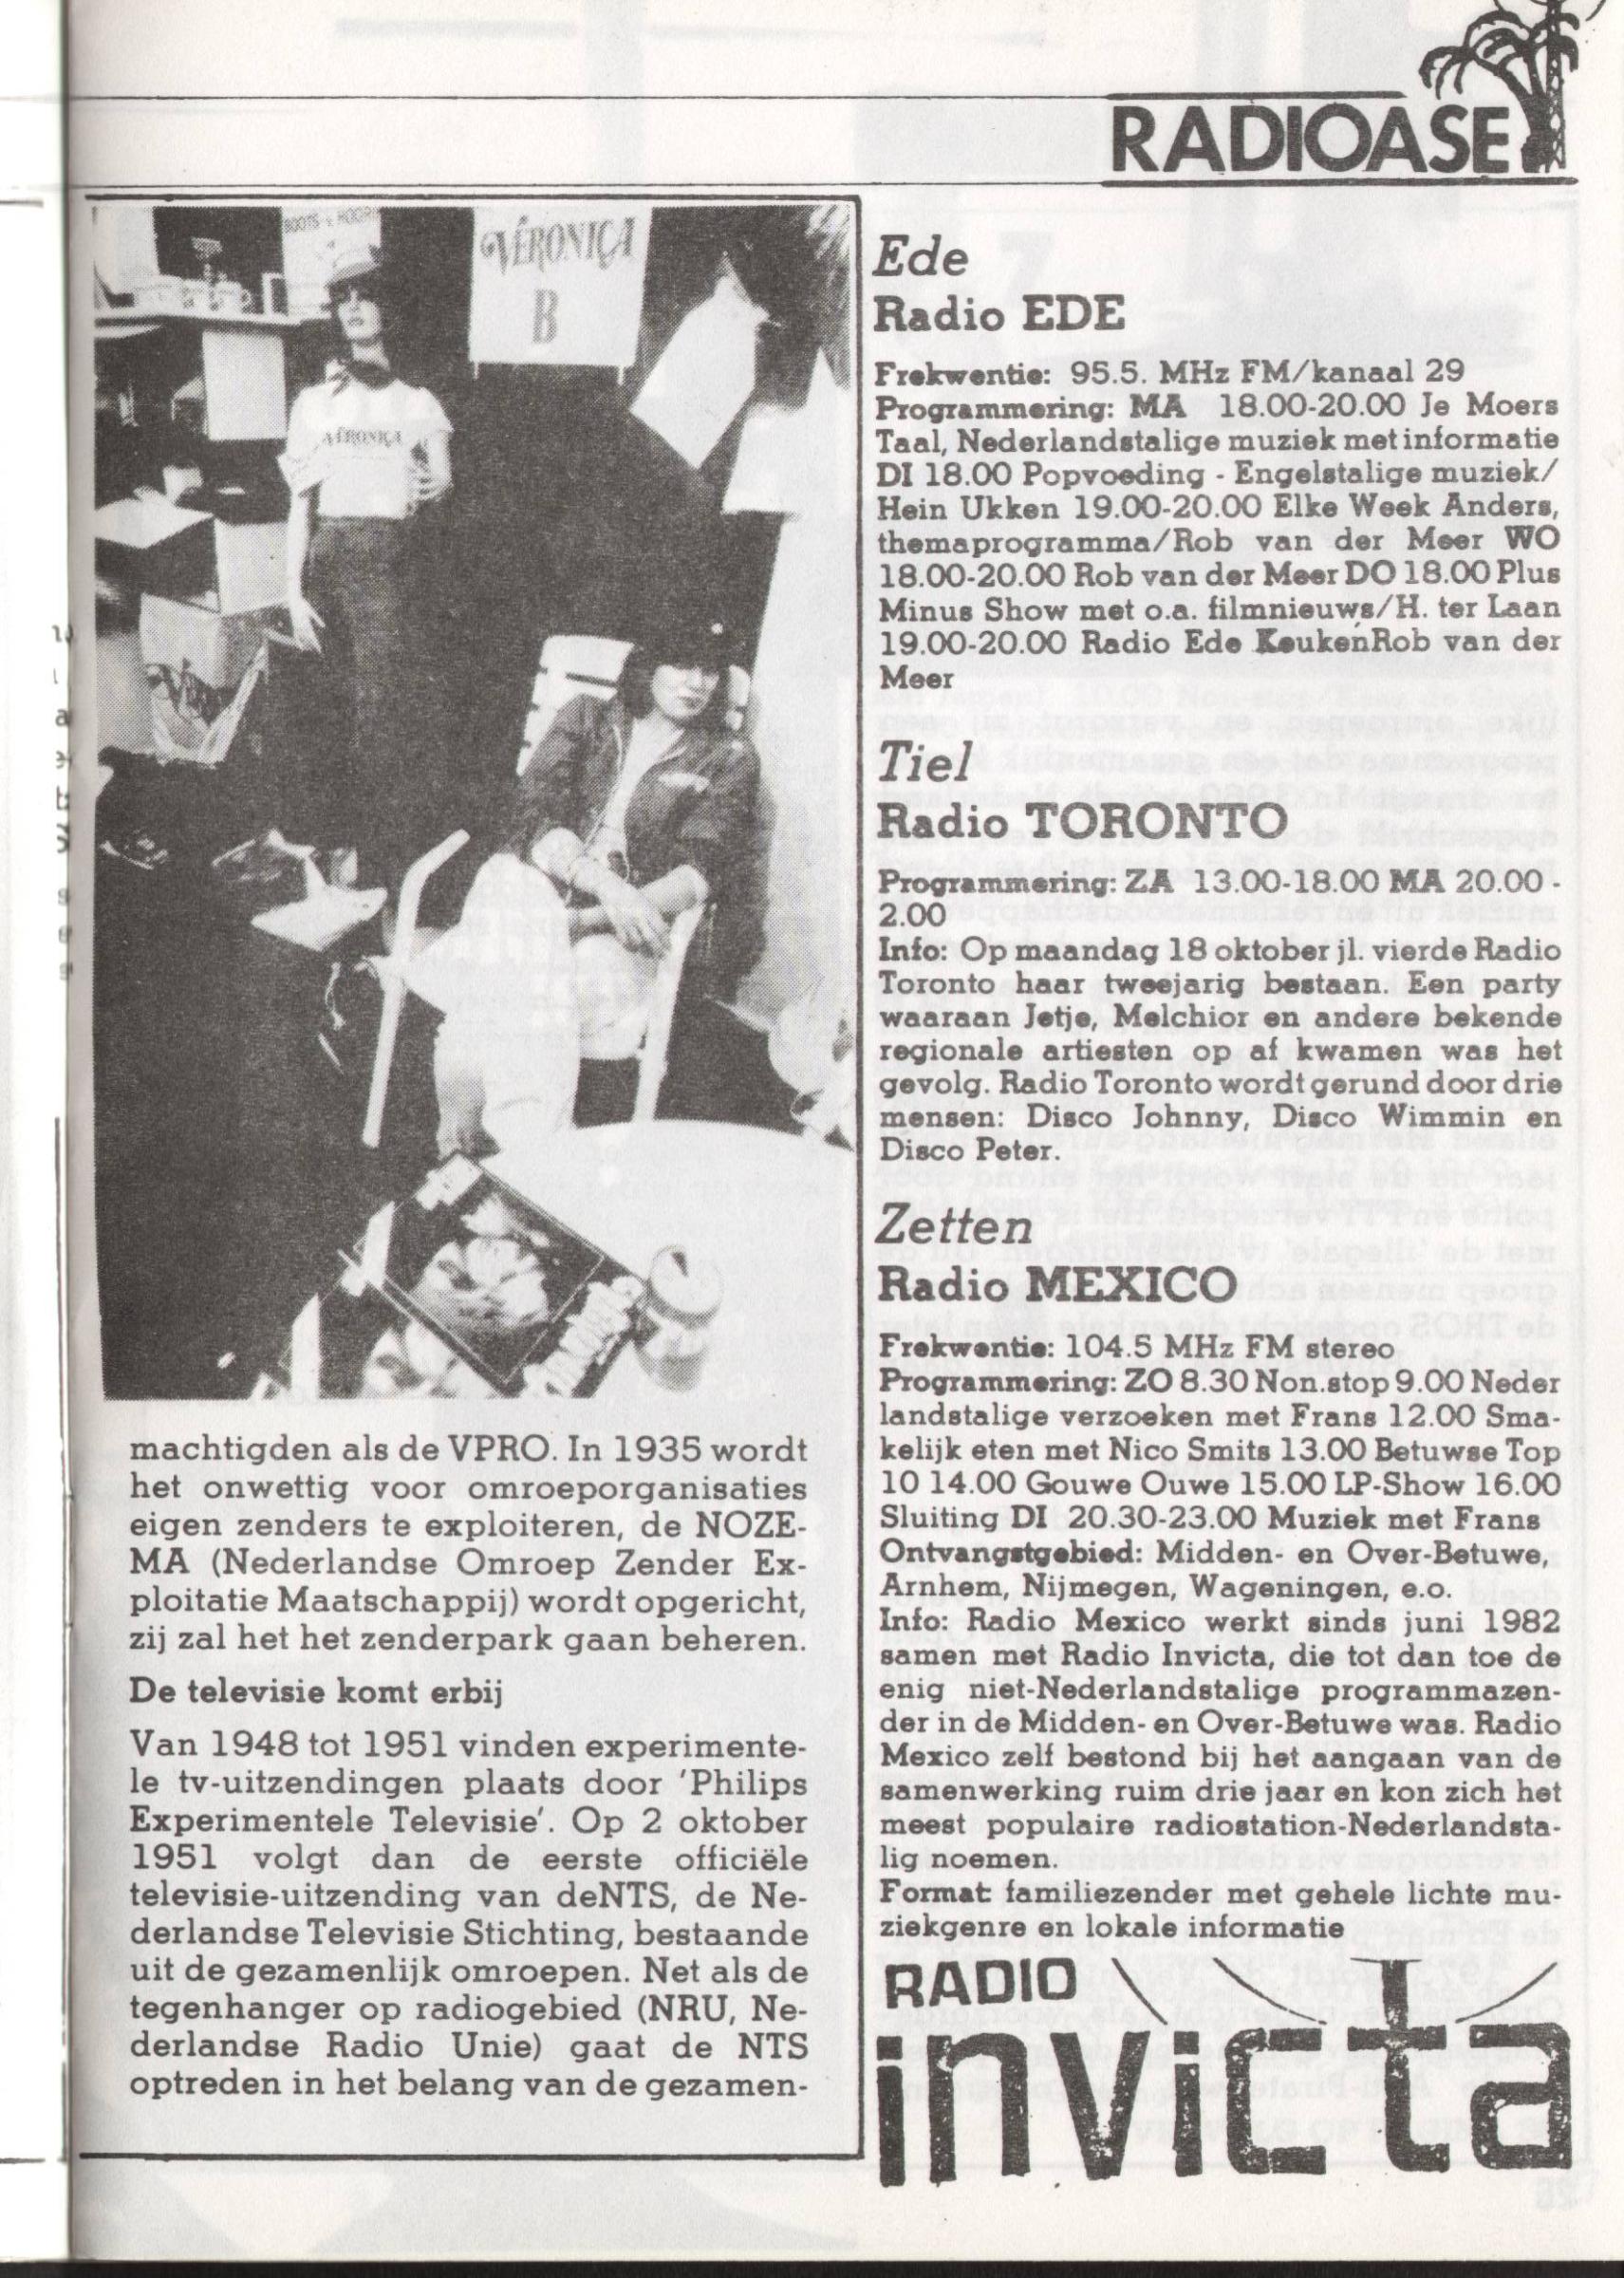 RADIOASE
BOOTS
VERONICA
B
VERONICA
machtigden als de VPRO. In 1935 wordt
het onwettig voor omroeporganisaties
eigen zenders te exploiteren, de NOZE-
MA (Nederlandse Omroep Zender Ex-
ploitatie Maatschappij) wordt opgericht,
zij zal het het zenderpark gaan beheren.
De televisie komt erbij
Van 1948 tot 1951 vinden experimente-
le tv-uitzendingen plaats door 'Philips
Experimentele Televisie'. Op 2 oktober
1951 volgt dan de eerste officiële
televisie-uitzending van deNTS, de Ne-
derlandse Televisie Stichting, bestaande
uit de gezamenlijk omroepen. Net als de
tegenhanger op radiogebied (NRU, Ne-
derlandse Radio Unie) gaat de NTS
optreden in het belang van de gezamen-
Ede
Radio EDE
Frekwentie: 95.5. MHz FM/kanaal 29
Programmering: MA 18.00-20.00 Je Moers
Taal, Nederlandstalige muziek met informatie
DI 18.00 Popvoeding - Engelstalige muziek/
Hein Ukken 19.00-20.00 Elke Week Anders,
themaprogramma/Rob van der Meer WO
18.00-20.00 Rob van der Meer DO 18.00 Plus
Minus Show met o.a. filmnieuws/H. ter Laan
19.00-20.00 Radio Ede KeukenRob van der
Meer
Tiel
Radio TORONTO
Programmering: ZA 13.00-18.00 MA 20.00 -
2.00
Info: Op maandag 18 oktober jl. vierde Radio
Toronto haar tweejarig bestaan. Een party
waaraan Jetje, Melchior en andere bekende
regionale artiesten op af kwamen was het
gevolg. Radio Toronto wordt gerund door drie
mensen: Disco Johnny, Disco Wimmin en
Disco Peter.
Zetten
Radio MEXICO
Frekwentie: 104.5 MHz FM stereo
Programmering: ZO 8.30 Non.stop 9.00 Neder
landstalige verzoeken met Frans 12.00 Sma-
kelijk eten met Nico Smits 13.00 Betuwse Top
10 14.00 Gouwe Ouwe 15.00 LP-Show 16.00
Sluiting DI 20.30-23.00 Muziek met Frans
Ontvangstgebied: Midden- en Over-Betuwe,
Arnhem, Nijmegen, Wageningen, e.o.
Info: Radio Mexico werkt sinds juni 1982
samen met Radio Invicta, die tot dan toe de
enig niet-Nederlandstalige programmazen-
der in de Midden- en Over-Betuwe was. Radio
Mexico zelf bestond bij het aangaan van de
samenwerking ruim drie jaar en kon zich het
meest populaire radiostation-Nederlandsta-
lig noemen.
Format: familiezender met gehele lichte mu-
ziekgenre en lokale informatie
RADIO
invicta